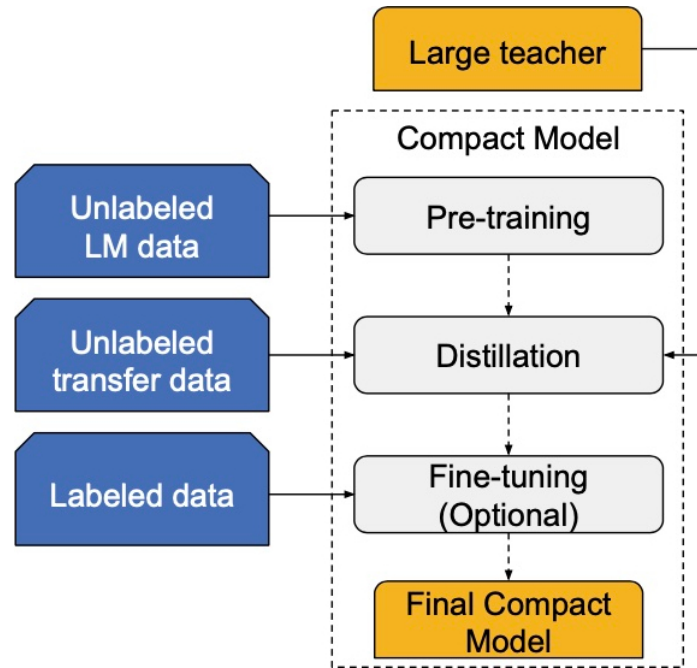 Large teacher
Compact Model
Unlabeled
LM data
Pre-training
Unlabeled
transfer data
Distillation
Labeled data
Fine-tuning
(Optional)
Final Compact
Model